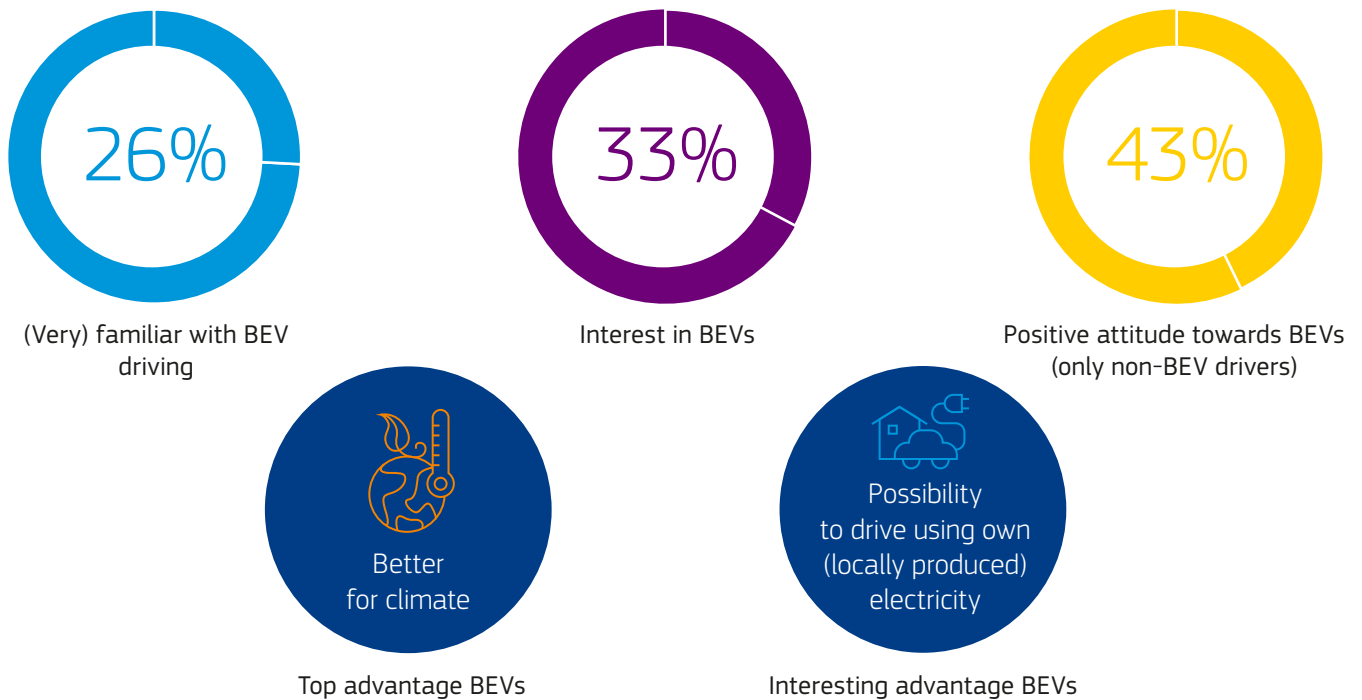 26%
33%
43%
(Very) familiar with BEV
driving
Interest in BEVs
Positive attitude towards BEVs
(only non-BEV drivers)
Better
for climate
Possibility
to drive using own
(locally produced)
electricity
Top advantage BEVs
Interesting advantage BEVs